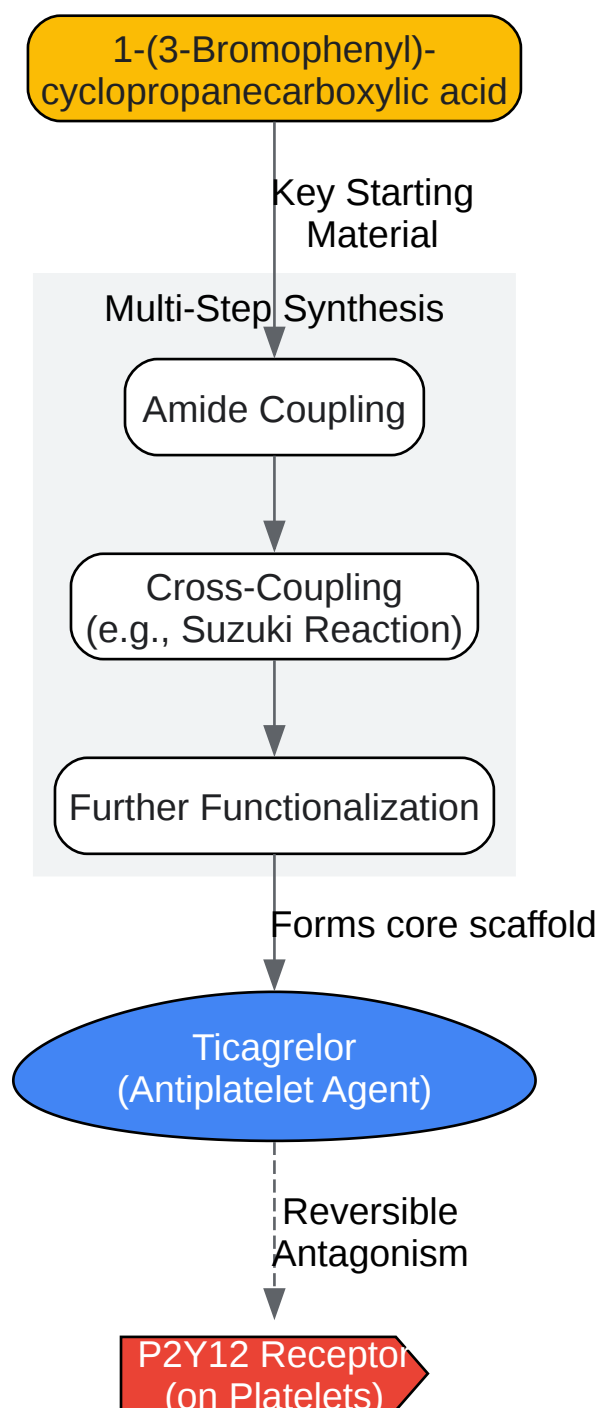 1-(3-Bromophenyl)-
cyclopropanecarboxylic acid
Key Starting
Material
Multi-Step Synthesis
Amide Coupling
Cross-Coupling
(e.g., Suzuki Reaction)
Further Functionalization
Forms core scaffold
Ticagrelor
(Antiplatelet Agent)
Reversible
Antagonism
P2Y12 Receptor
(on Platelets)